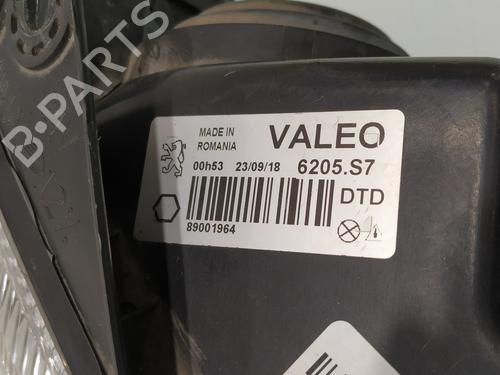 MADE IN
ROMANIA
VALEO
00h53 23/09/18 6205.S7
DTD
89001964
B-PARTS